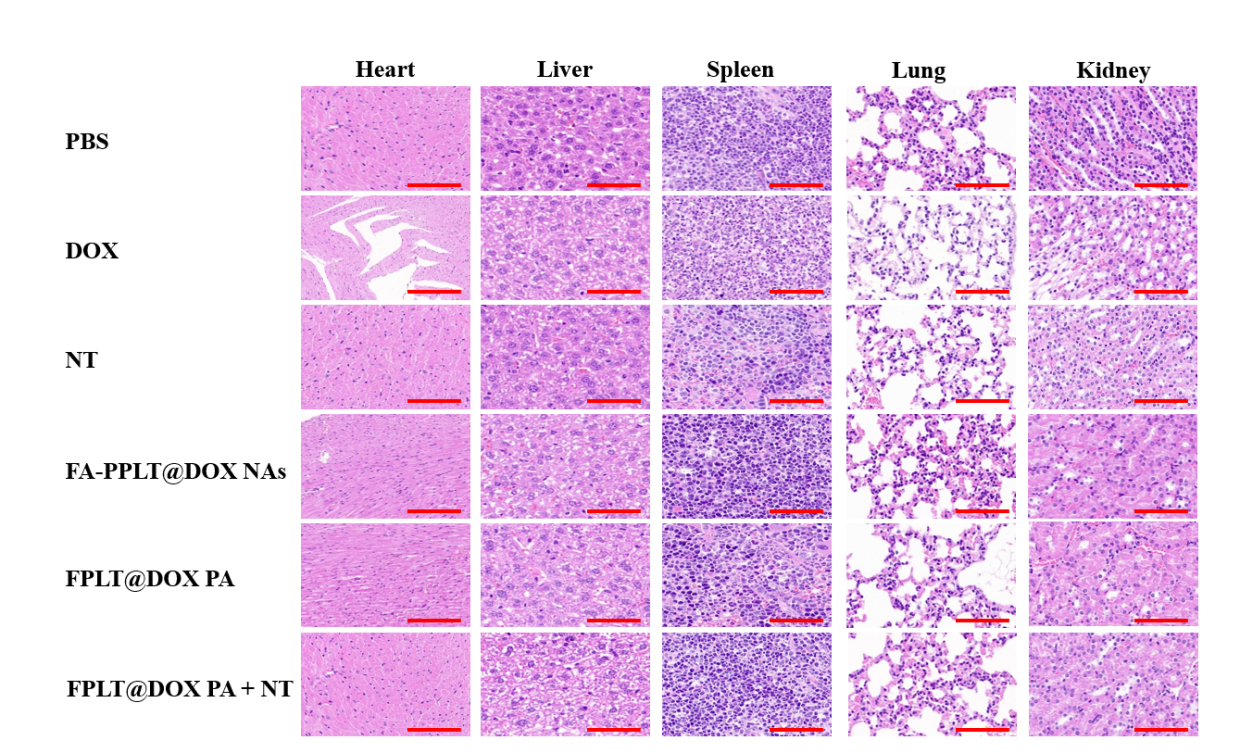 Heart Liver Spleen Lung Kidney
PBS
DOX
NT
FA-PPLT@DOX NAs
FPLT@DOX PA
FPLT@DOX PA + NT